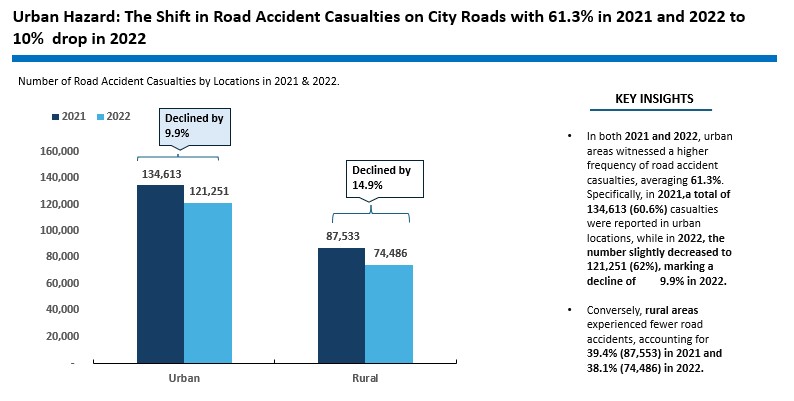 Urban Hazard: The Shift in Road Accident Casualties on City Roads with 61.3% in 2021 and 2022 to
10% drop in 2022
Number of Road Accident Casualties by Locations in 2021 & 2022.
2021 2022
Declined by
9.9%
160,000
140,000
120,000
100,000
80,000
60,000
40,000
20,000
-
134,613
121,251
Declined by
14.9%
87,533
74,486
Urban
Rural
KEY INSIGHTS
• In both 2021 and 2022, urban
areas witnessed a higher
frequency of road accident
casualties, averaging 61.3%.
Specifically, in 2021,a total of
134,613 (60.6%) casualties
were reported in urban
locations, while in 2022, the
number slightly decreased to
121,251 (62%), marking a
decline of 9.9% in 2022.
• Conversely, rural areas
experienced fewer road
accidents, accounting for
39.4% (87,553) in 2021 and
38.1% (74,486) in 2022.